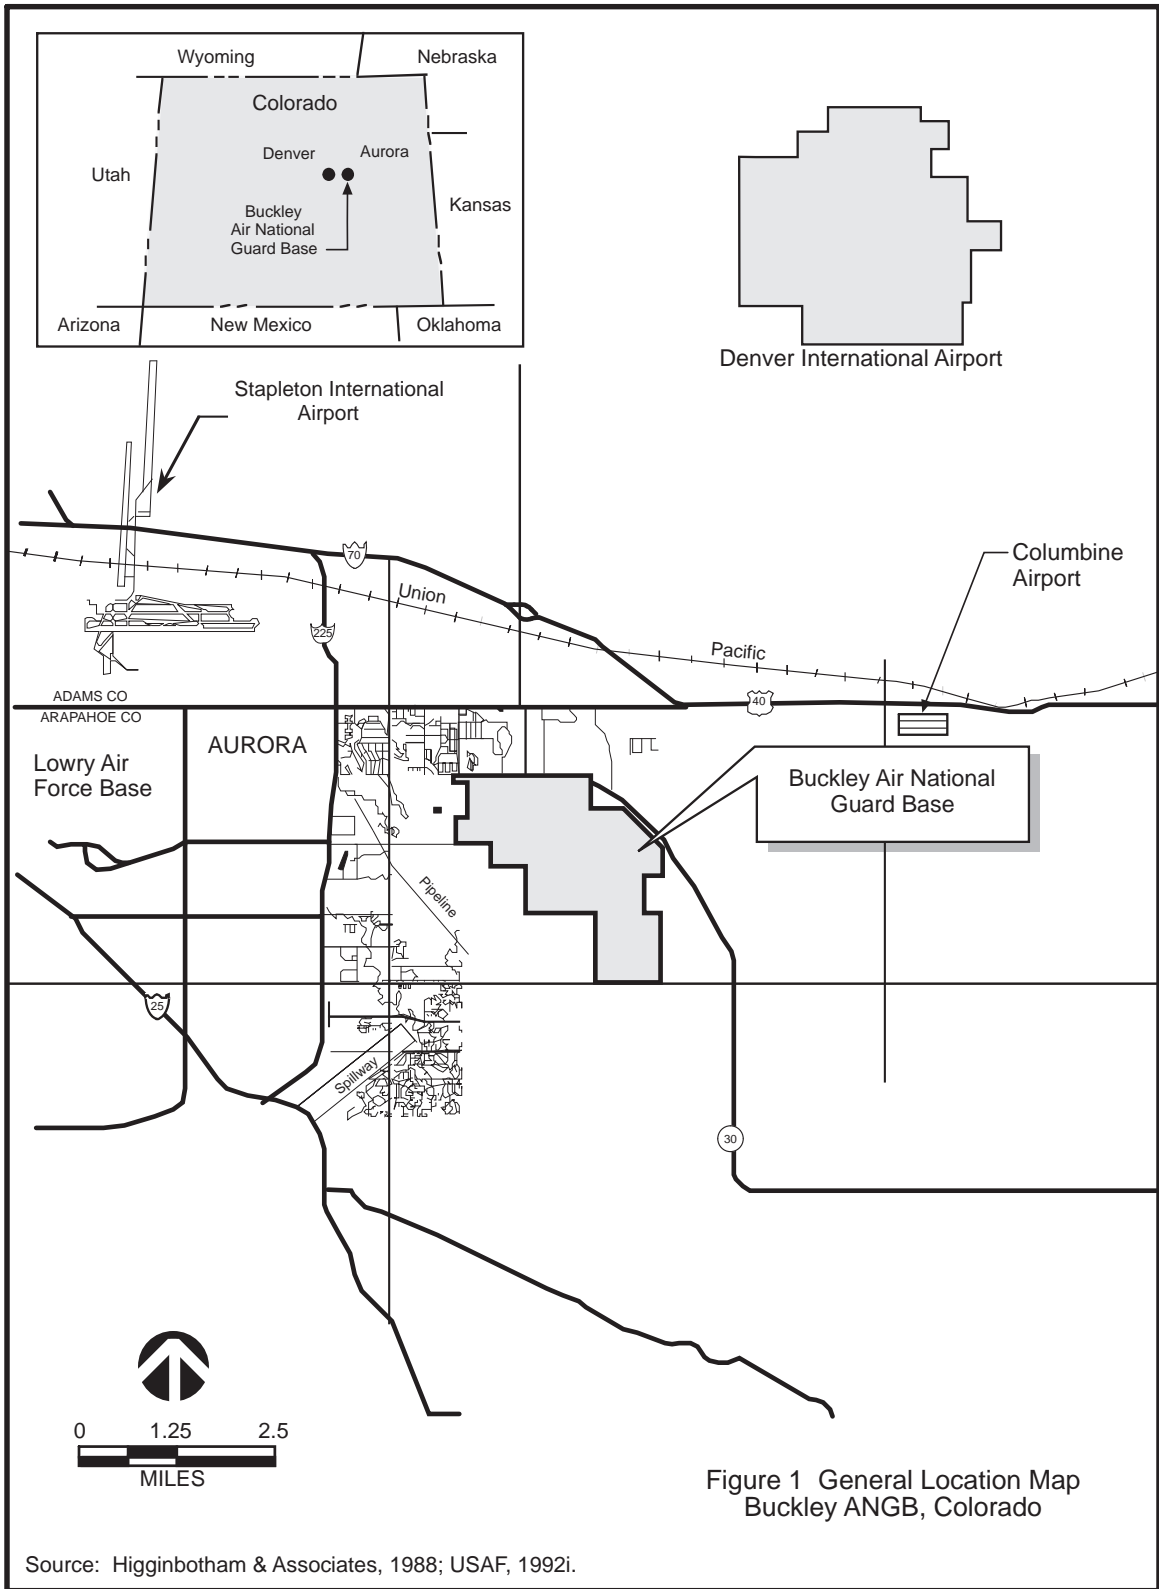 Wyoming
Nebraska
Colorado
Denver
Aurora
Utah
Kansas
Buckley
Air National
Guard Base
Arizona
New Mexico
Oklahoma
Denver International Airport
Stapleton International
Airport
70
Union
Columbine
Airport
225
Pacific
ADAMS CO
40
ARAPAHOE CO
AURORA
Lowry Air
Force Base
Buckley Air National
Guard Base
Pipeline
25
Spillway
30
0 1.25 2.5
MILES
Figure 1 General Location Map
Buckley ANGB, Colorado
Source: Higginbotham & Associates, 1988; USAF, 1992i.